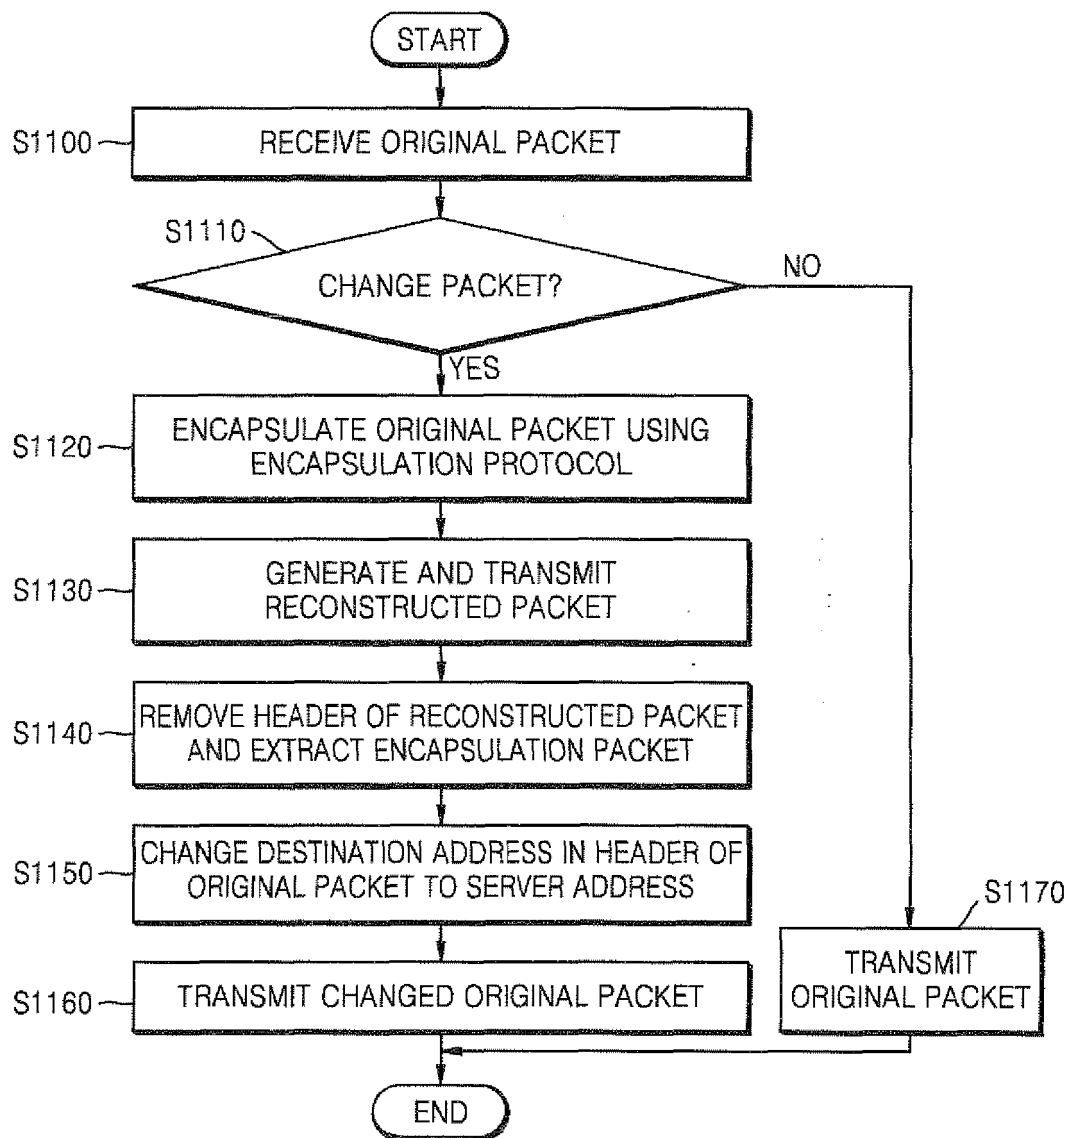 START
S1100
RECEIVE ORIGINAL PACKET
S1110
CHANGE PACKET?
NO
YES
S1120
ENCAPSULATE ORIGINAL PACKET USING
ENCAPSULATION PROTOCOL
S1130
GENERATE AND TRANSMIT
RECONSTRUCTED PACKET
S1140
REMOVE HEADER OF RECONSTRUCTED PACKET
AND EXTRACT ENCAPSULATION PACKET
S1150
CHANGE DESTINATION ADDRESS IN HEADER OF
ORIGINAL PACKET TO SERVER ADDRESS
S1160
TRANSMIT CHANGED ORIGINAL PACKET
S1170
TRANSMIT
ORIGINAL PACKET
END